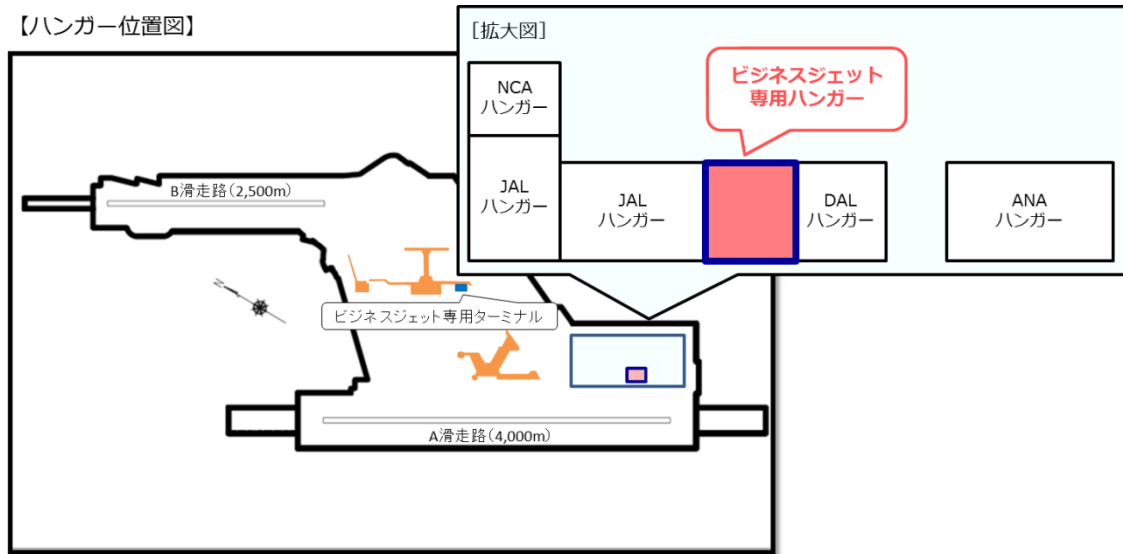 【ハンガー位置図】
[拡大図]
ビジネスジェット
専用ハンガー
NCA
ハンガー
JAL
ハンガー
JAL
ハンガー
DAL
ハンガー
ANA
ハンガー
B滑走路(2,500m)
N
ビジネスジェット専用ターミナル
A滑走路(4,000m)